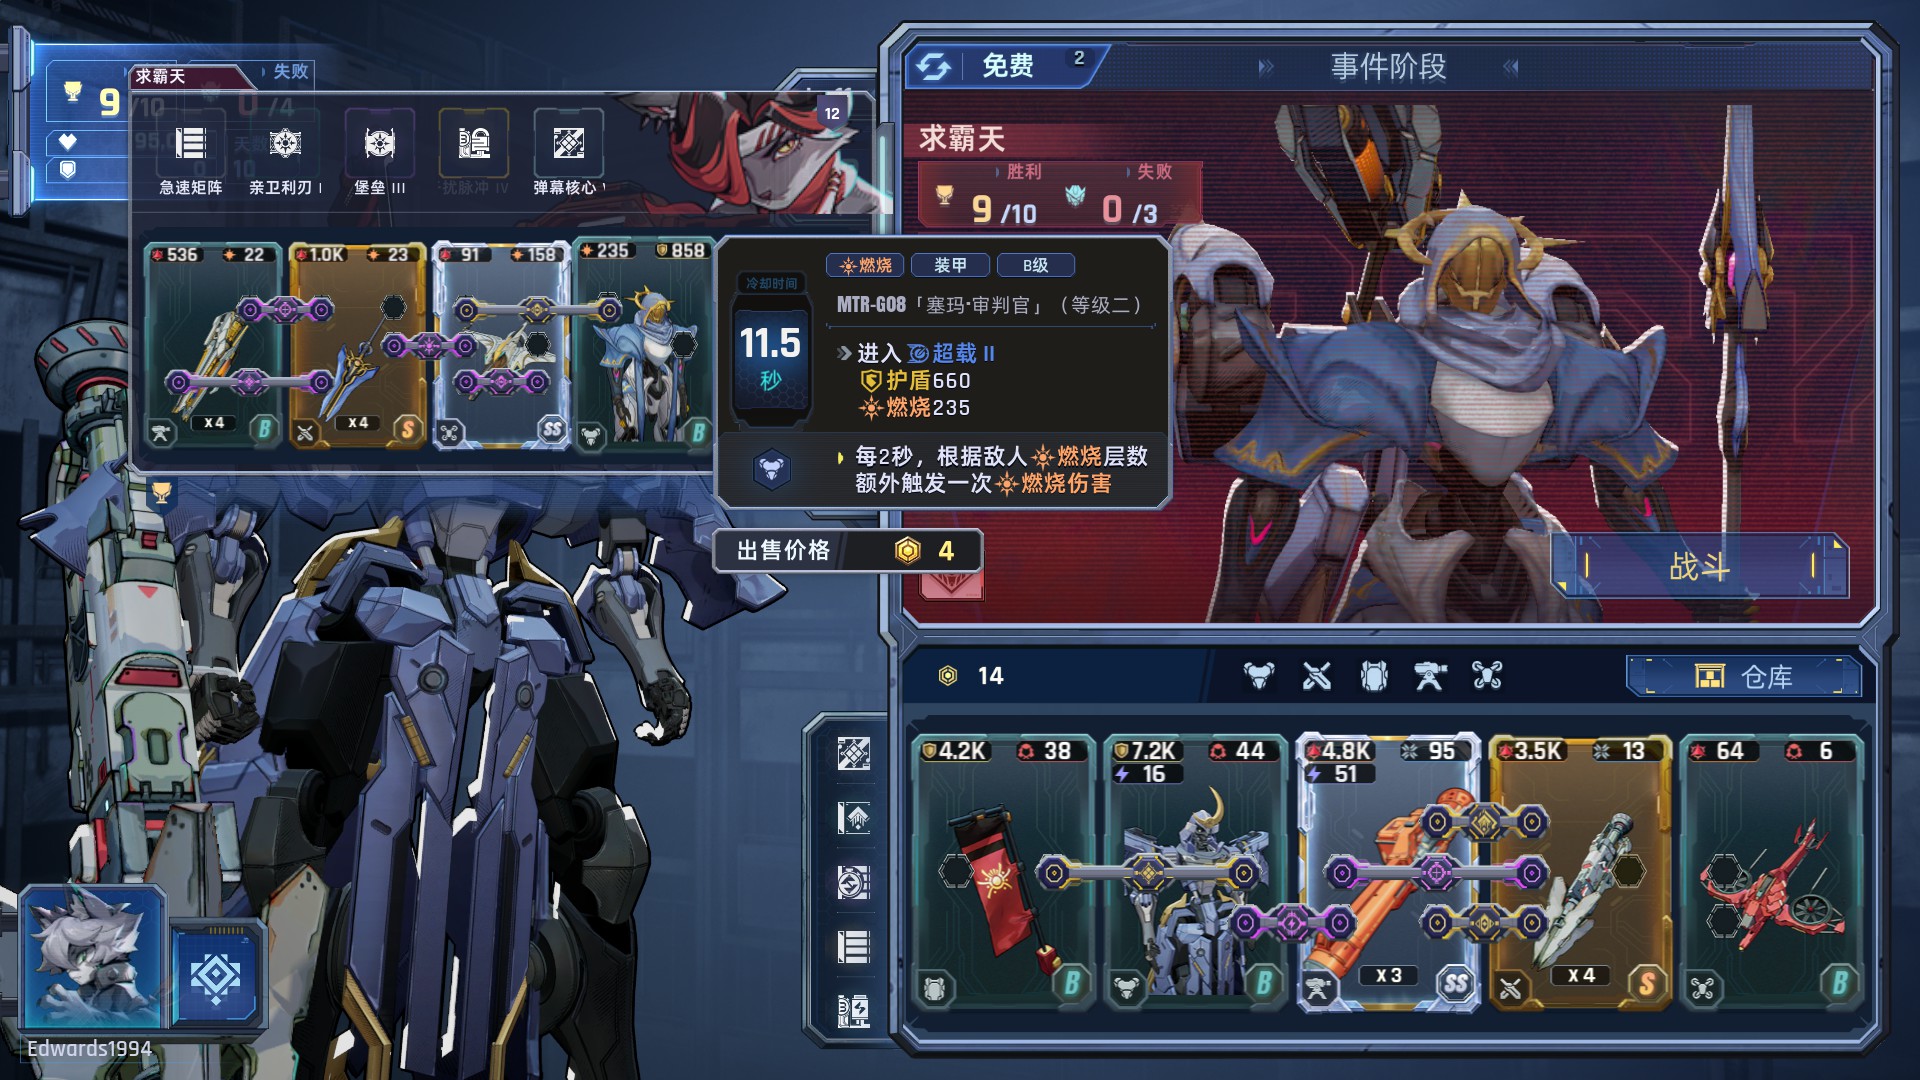 求霸天
失败
9/10
0/4
12
急速矩阵
亲卫利刃 I
堡垒 III
扰脉冲 IV
弹幕核心
536
22
1.0K
23
91
158
235
858
x4
B
x4
S
SS
B
冷却时间
11.5
秒
燃烧
装甲
B级
MTR-G08「塞玛·审判官」（等级二）
进入超载 II
护盾660
燃烧235
每2秒，根据敌人燃烧层数
额外触发一次燃烧伤害
出售价格
4
免费
2
事件阶段
求霸天
胜利
失败
9/10
0/3
战斗
14
仓库
4.2K
38
7.2K
44
16
4.8K
95
51
3.5K
13
64
6
B
B
x3
SS
x4
S
B
Edwards1994